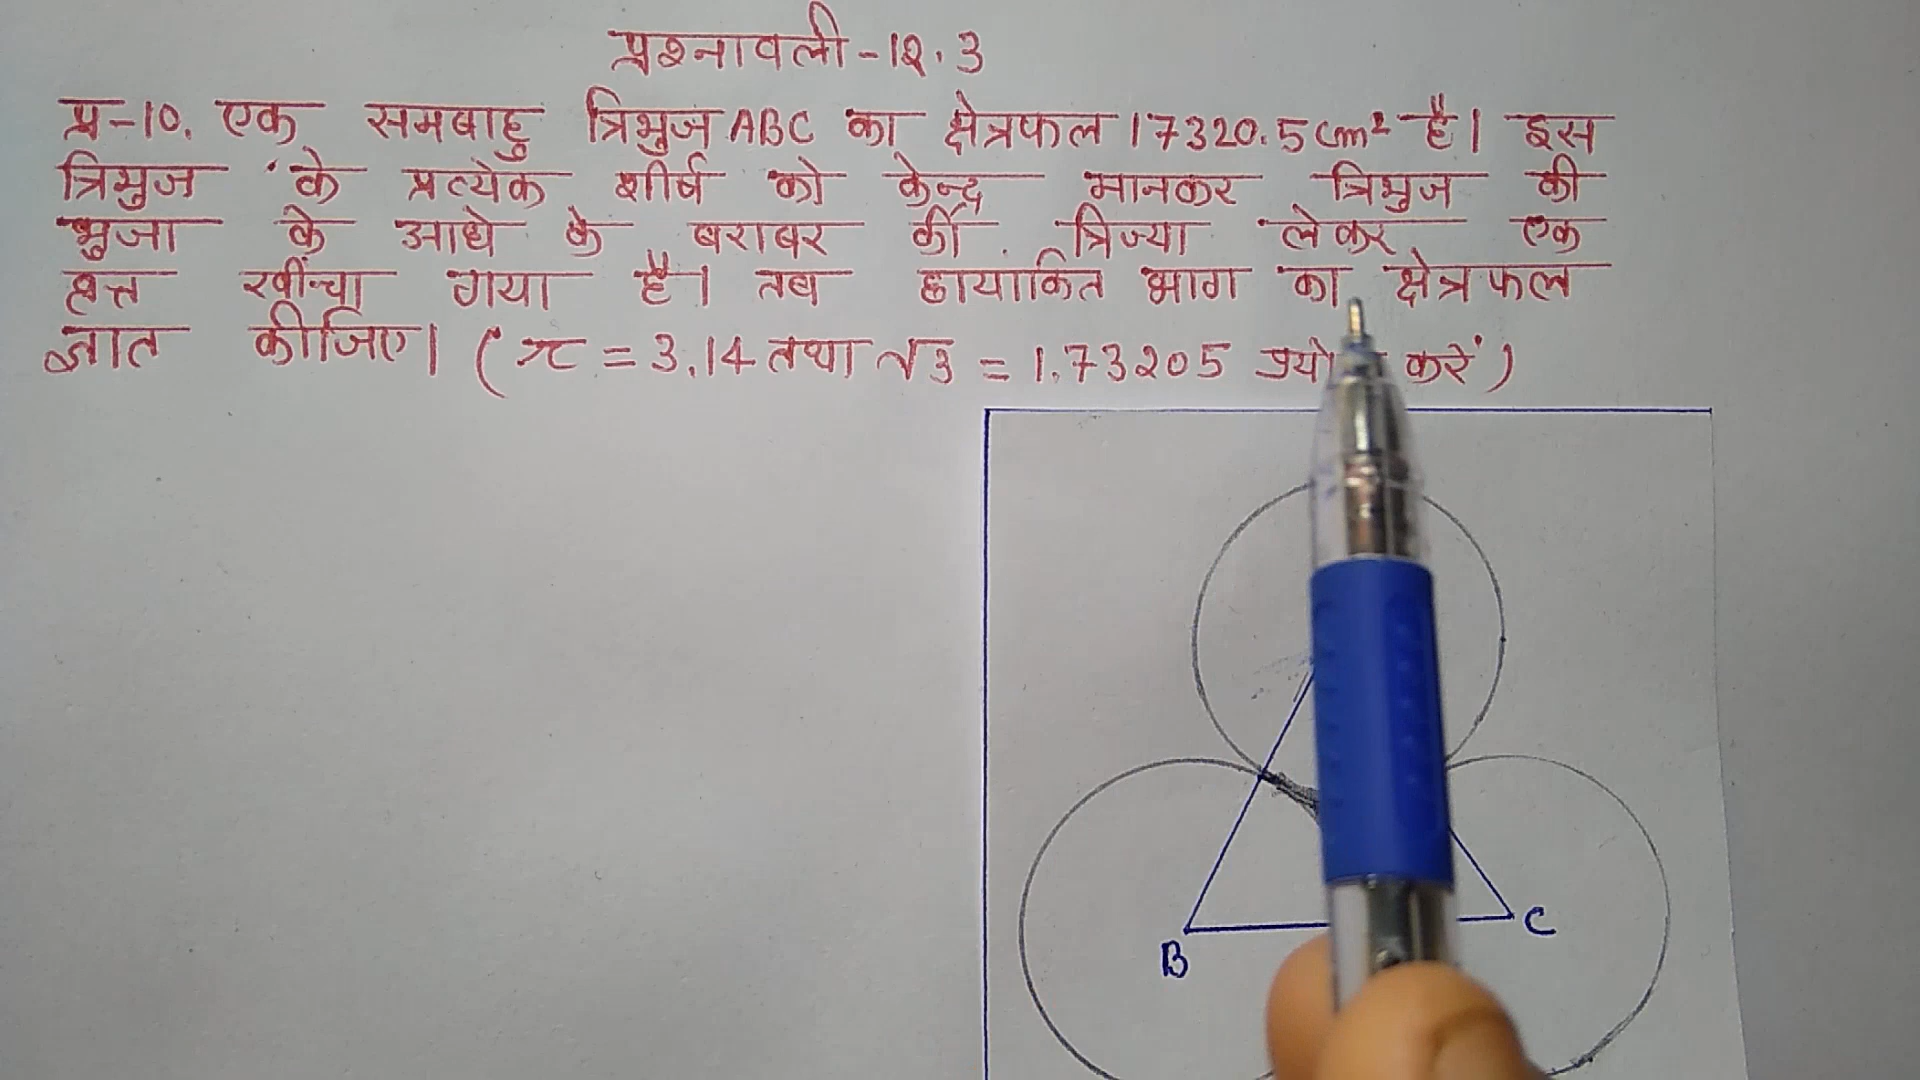 प्रश्नावली-12.3
प्र-10. एक समबाहु त्रिभुज ABC का क्षेत्रफल 17320.5 cm² है। इस
त्रिभुज के प्रत्येक शीर्ष को केन्द्र मानकर त्रिभुज की
भुजा के आधे के बराबर की त्रिज्या लेकर एक
वृत्त खींचा गया है। तब छायांकित भाग का क्षेत्रफल
ज्ञात कीजिए। (π = 3.14 तथा √3 = 1.73205 करें)
B
C